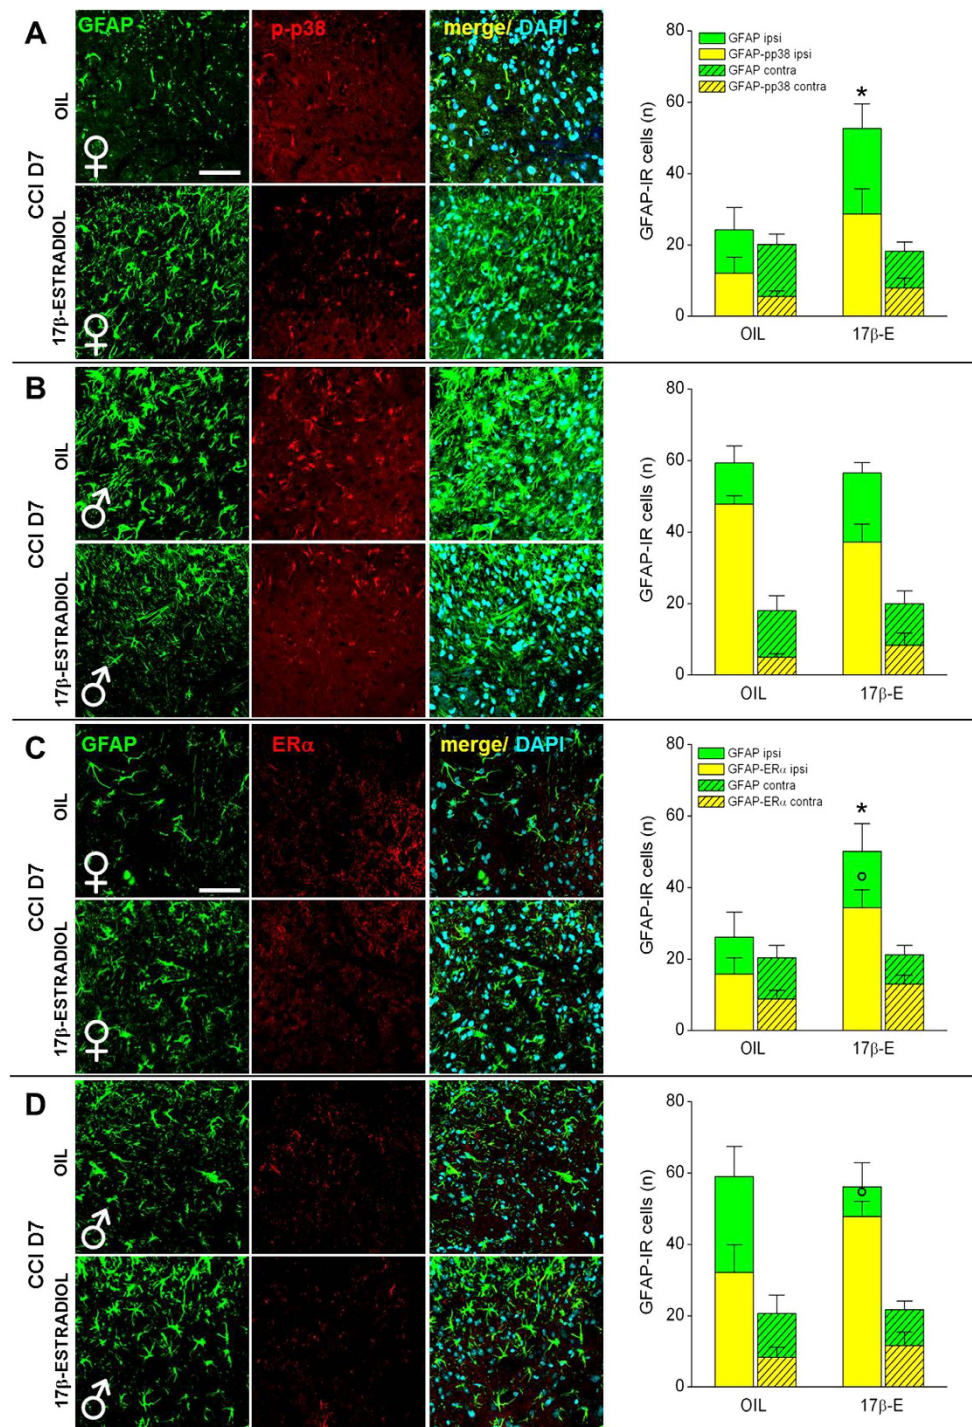 A
GFAP
p-p38
merge/ DAPI
OIL
17β-ESTRADIOL
CCI D7
♀
♀
80
60
40
20
0
GFAP-IR cells (n)
GFAP ipsi
GFAP-pp38 ipsi
GFAP contra
GFAP-pp38 contra
*
OIL
17β-E
B
OIL
17β-ESTRADIOL
CCI D7
♂
♂
80
60
40
20
0
GFAP-IR cells (n)
OIL
17β-E
C
GFAP
ERα
merge/ DAPI
OIL
17β-ESTRADIOL
CCI D7
♀
♀
80
60
40
20
0
GFAP-IR cells (n)
GFAP ipsi
GFAP-ERα ipsi
GFAP contra
GFAP-ERα contra
*
OIL
17β-E
D
OIL
17β-ESTRADIOL
CCI D7
♂
♂
80
60
40
20
0
GFAP-IR cells (n)
OIL
17β-E